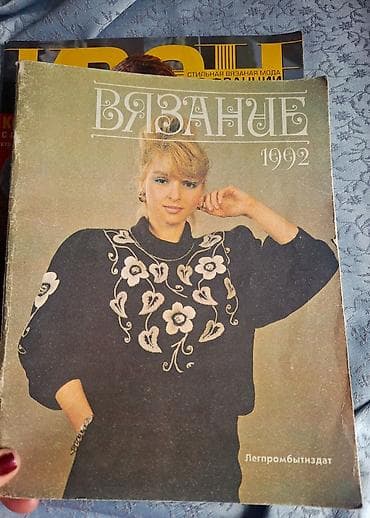 СТИЛЬНАЯ ВЯЗАНАЯ МОДА
ВЯЗАНИЕ
1992
Легпромбытиздат